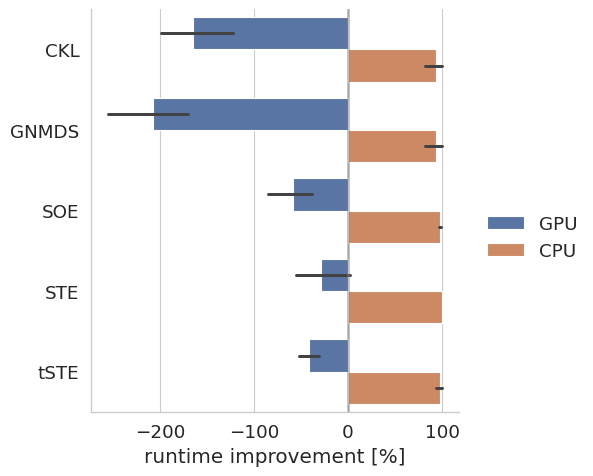 CKL
GNMDS
SOE
STE
tSTE
GPU
CPU
−200 −100 0 100
runtime improvement [%]